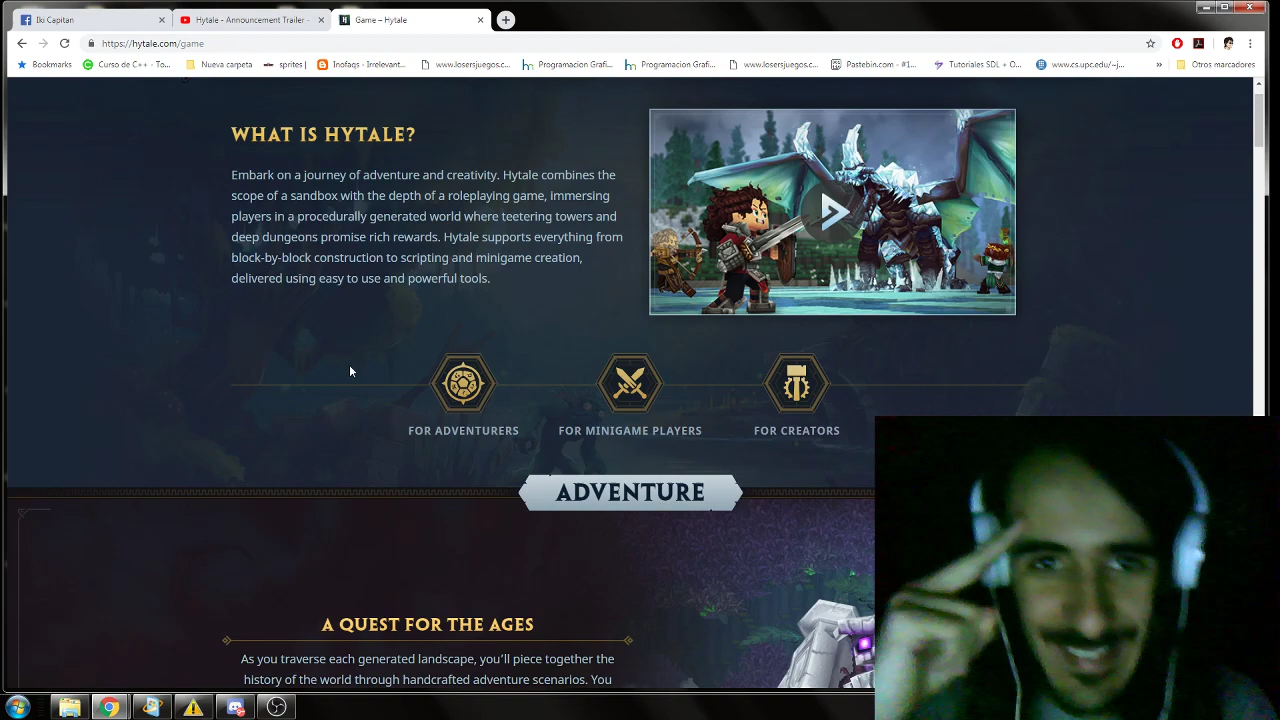 Iki Capitan
Hytale - Announcement Trailer -
Game – Hytale
https://hytale.com/game
Bookmarks
Curso de C++ - To...
Nueva carpeta
sprites |
Inofaqs - Irrelevant...
www.losersjuegos.c...
Programacion Grafi...
Programacion Grafi...
www.losersjuegos.c...
Pastebin.com - #1...
Tutoriales SDL + O...
www.cs.upc.edu/~j...
»
Otros marcadores
WHAT IS HYTALE?
Embark on a journey of adventure and creativity. Hytale combines the
scope of a sandbox with the depth of a roleplaying game, immersing
players in a procedurally generated world where teetering towers and
deep dungeons promise rich rewards. Hytale supports everything from
block-by-block construction to scripting and minigame creation,
delivered using easy to use and powerful tools.
FOR ADVENTURERS
FOR MINIGAME PLAYERS
FOR CREATORS
ADVENTURE
A QUEST FOR THE AGES
As you traverse each generated landscape, you'll piece together the
history of the world through handcrafted adventure scenarios. You